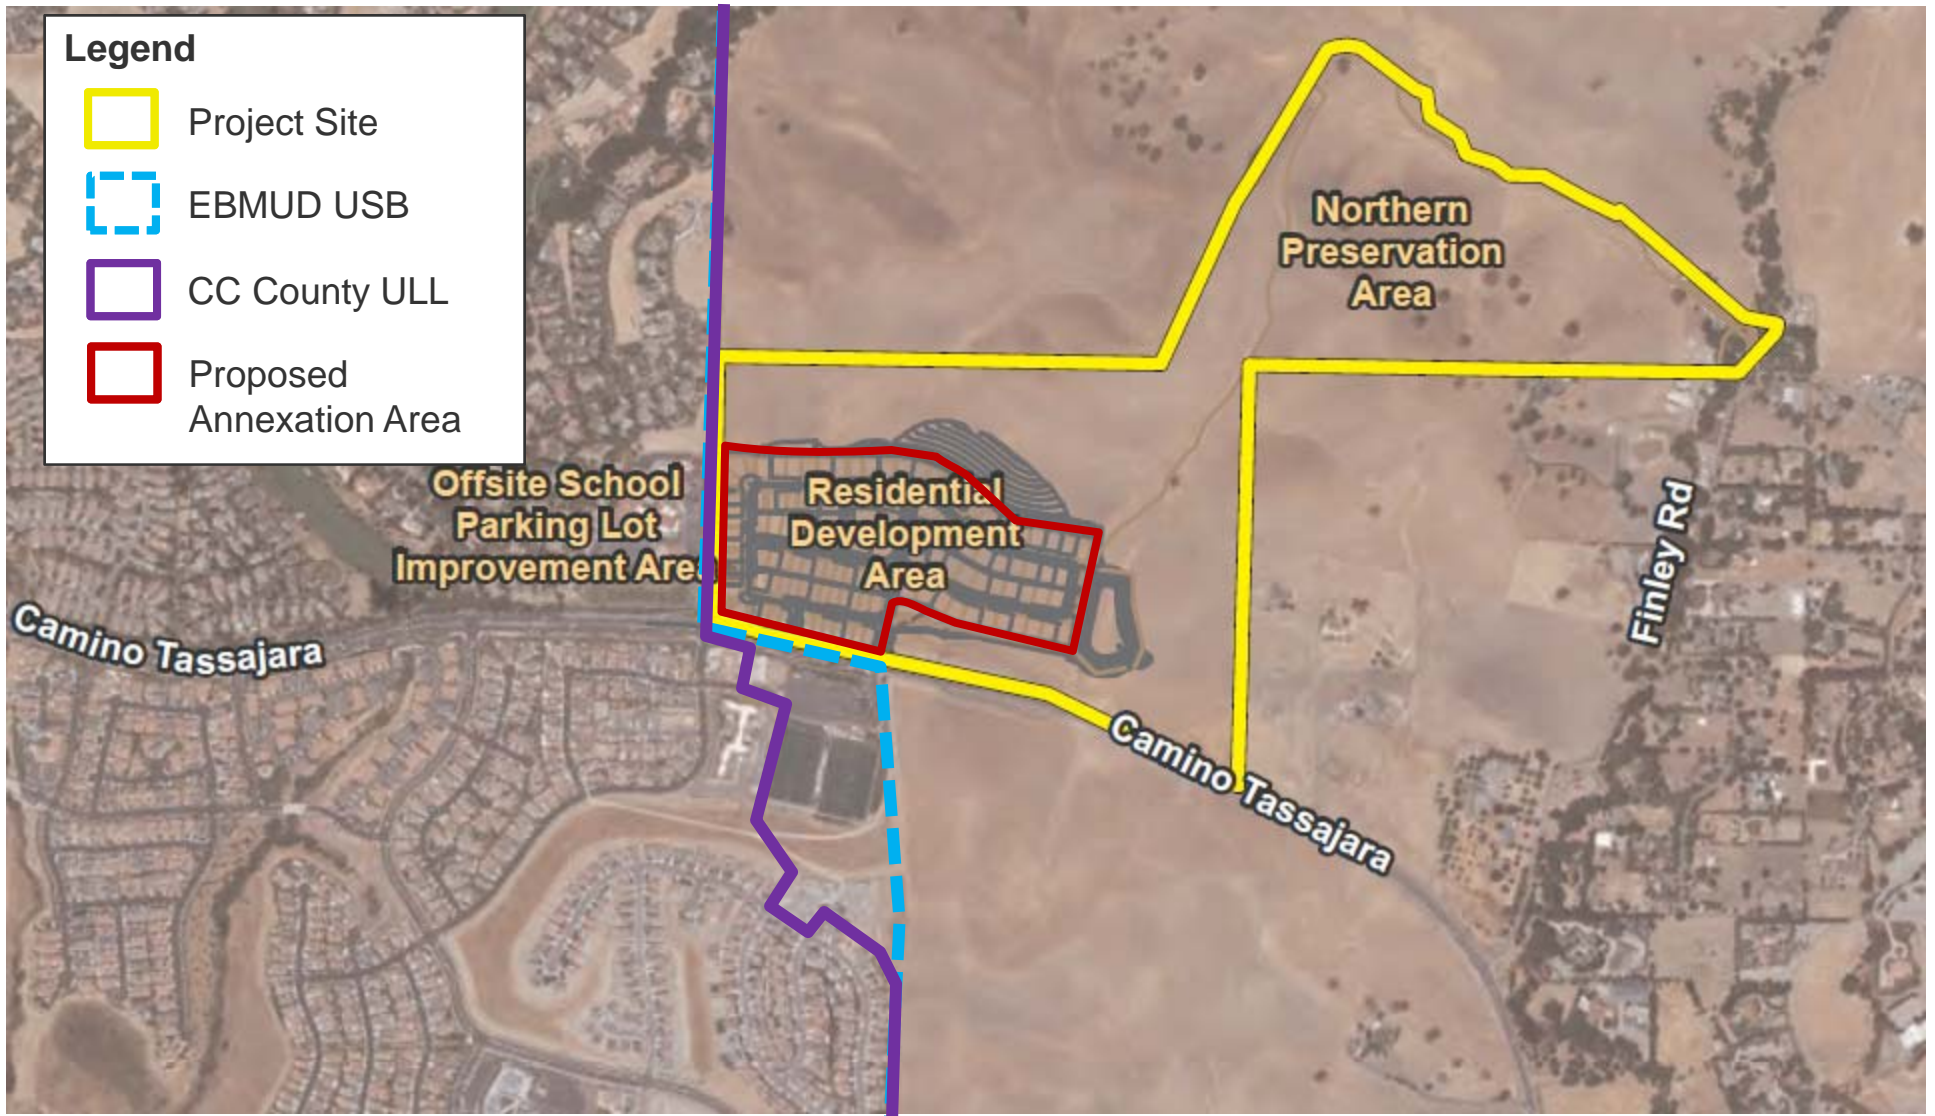 Legend
Project Site
EBMUD USB
CC County ULL
Proposed
Annexation Area
Northern
Preservation
Area
Offsite School
Parking Lot
Improvement Area
Residential
Development
Area
Camino Tassajara
Camino Tassajara
Finley Rd